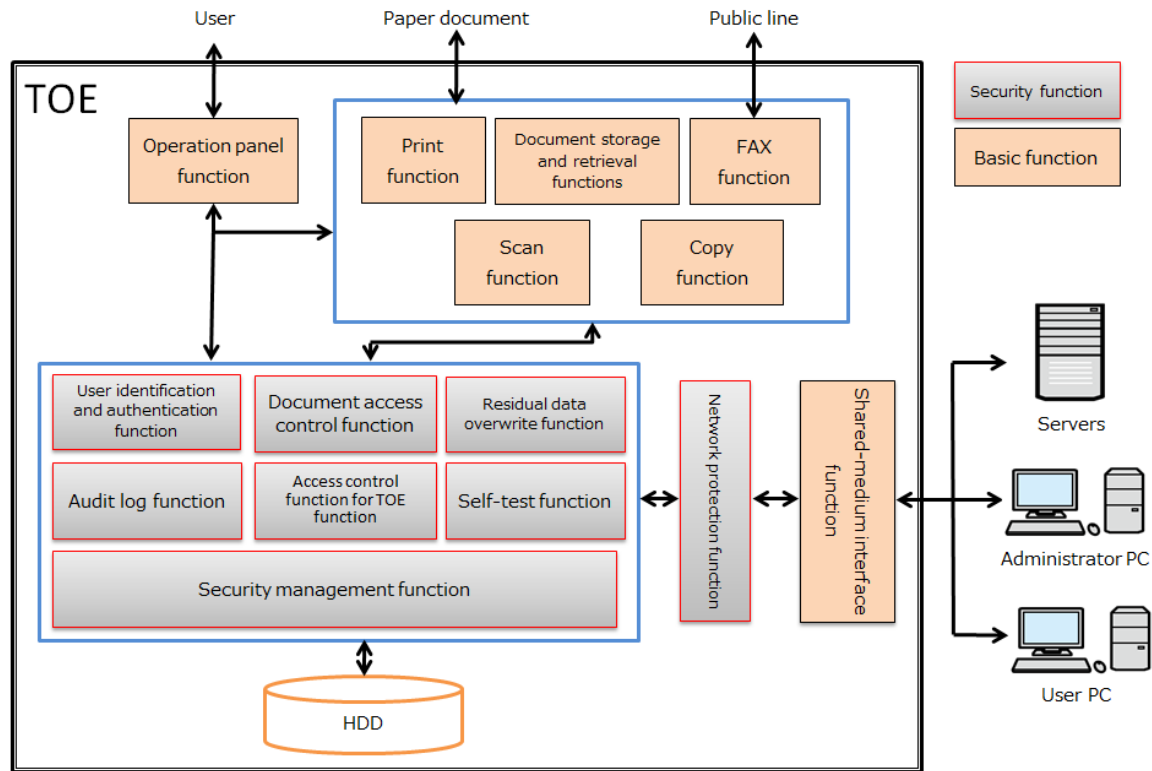 User
Paper document
Public line
TOE
Security function
Basic function
Operation panel
function
Print
function
Document storage
and retrieval
functions
FAX
function
Scan
function
Copy
function
User identification
and authentication
function
Document access
control function
Residual data
overwrite function
Audit log function
Access control
function for TOE
function
Self-test function
Security management function
Network protection function
Shared-medium interface
function
Servers
Administrator PC
User PC
HDD